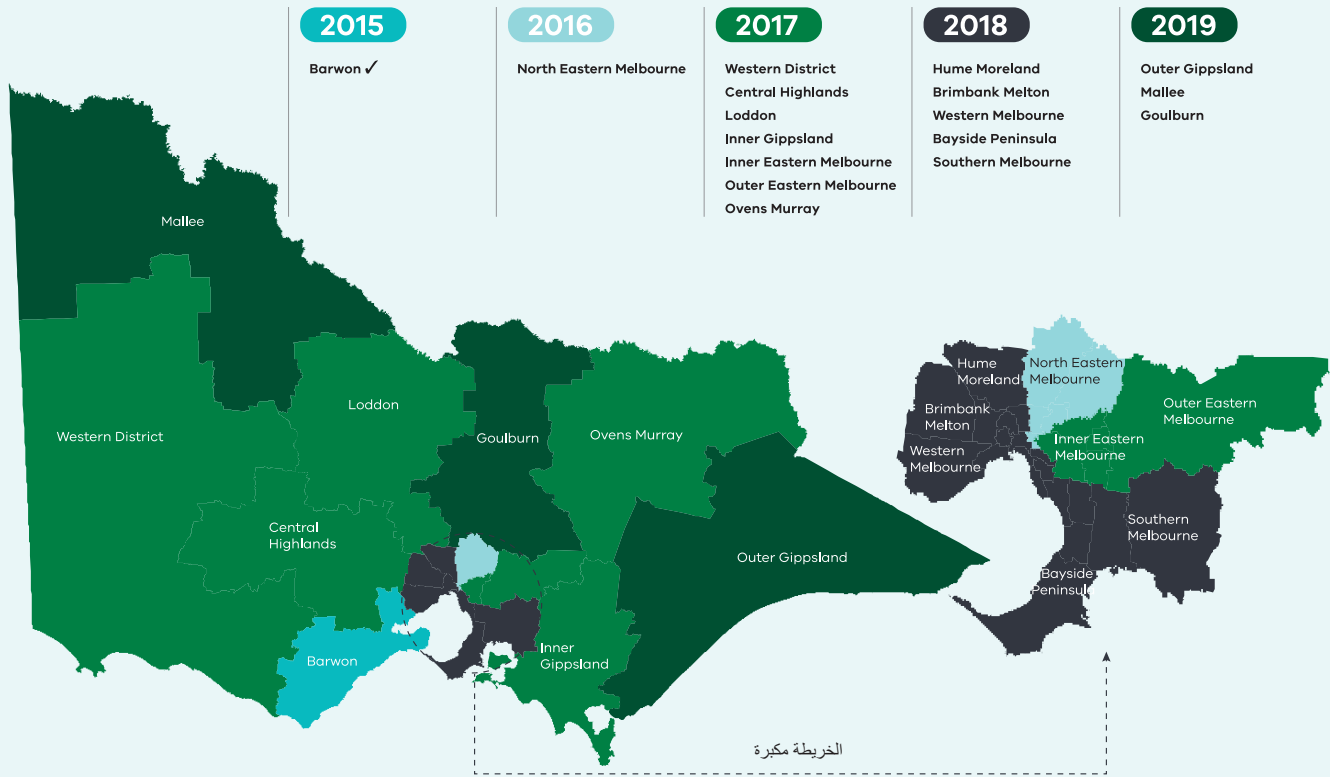 2015
Barwon ✓
2016
North Eastern Melbourne
2017
Western District
Central Highlands
Loddon
Inner Gippsland
Inner Eastern Melbourne
Outer Eastern Melbourne
Ovens Murray
2018
Hume Moreland
Brimbank Melton
Western Melbourne
Bayside Peninsula
Southern Melbourne
2019
Outer Gippsland
Mallee
Goulburn
Mallee
Western District
Loddon
Goulburn
Ovens Murray
Central
Highlands
Outer Gippsland
Barwon
Inner
Gippsland
Hume
Moreland
North Eastern
Melbourne
Brimbank
Melton
Outer Eastern
Melbourne
Western
Melbourne
Inner Eastern
Melbourne
Southern
Melbourne
Bayside
Peninsula
الخريطة مكبرة